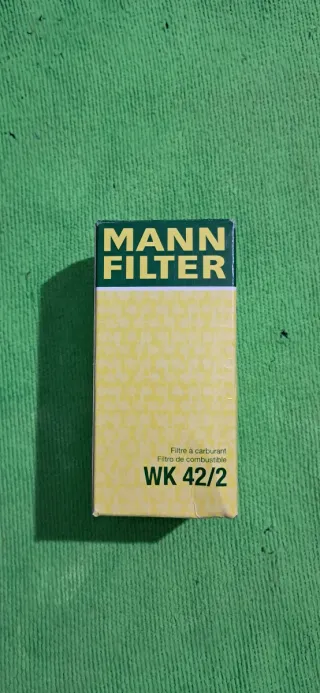 MANN
FILTER
Filtre à carburant
Filtro de combustible
WK 42/2